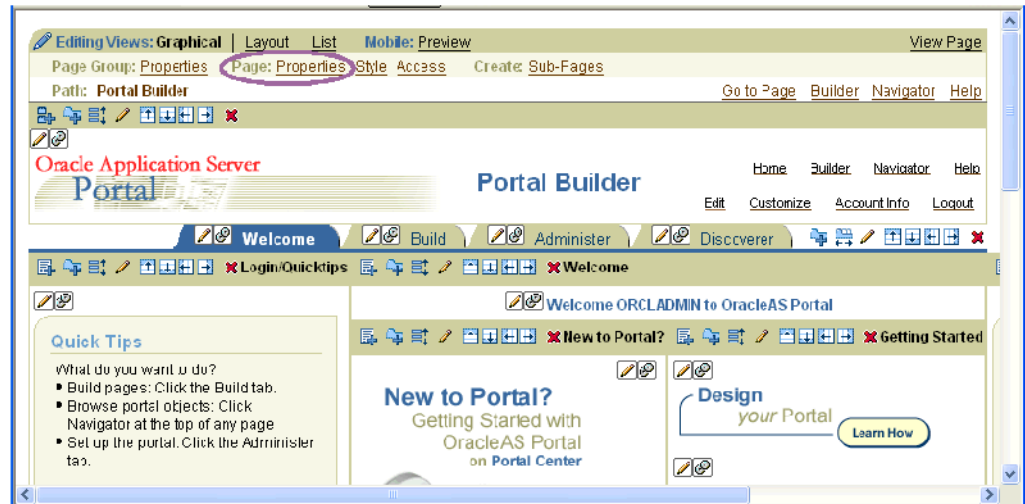 Editing Views: Graphical | Layout List Mobile: Preview View Page
Page Group: Properties Page: Properties Style Access Create: Sub-Pages
Path: Portal Builder Go to Page Builder Navigator Help
Oracle Application Server
Portal
Portal Builder
Home Builder Navigator Help
Edit Customize Account Info Logout
Welcome Build Administer Discoverer
Login/Quicktips Welcome
Welcome ORCLADMIN to OracleAS Portal
New to Portal? Getting Started
Quick Tips
What do you want to do?
• Build pages: Click the Build tab.
• Browse portal objects: Click
Navigator at the top of any page
• Set up the portal: Click the Administer
tab.
New to Portal?
Getting Started with
OracleAS Portal
on Portal Center
Design
your Portal
Learn How